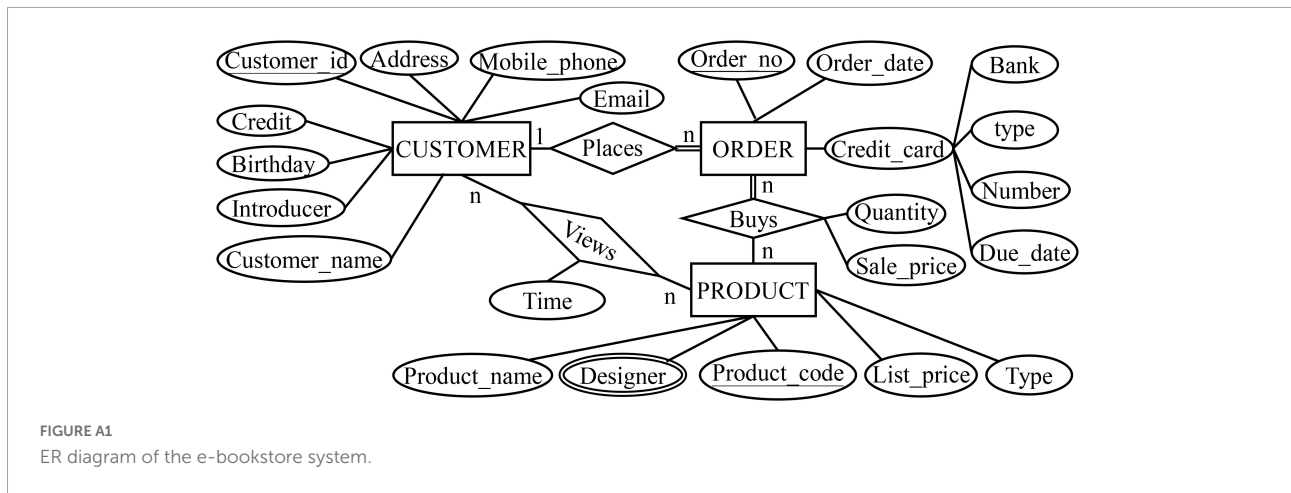 Customer_id
Address
Mobile_phone
Order_no
Order_date
Bank
Email
Credit
type
CUSTOMER
1
Places
n
ORDER
Credit_card
Birthday
Number
Introducer
n
n
Buys
Quantity
Views
Customer_name
n
Sale_price
Due_date
Time
n
PRODUCT
Product_name
Designer
Product_code
List_price
Type
FIGURE A1
ER diagram of the e-bookstore system.